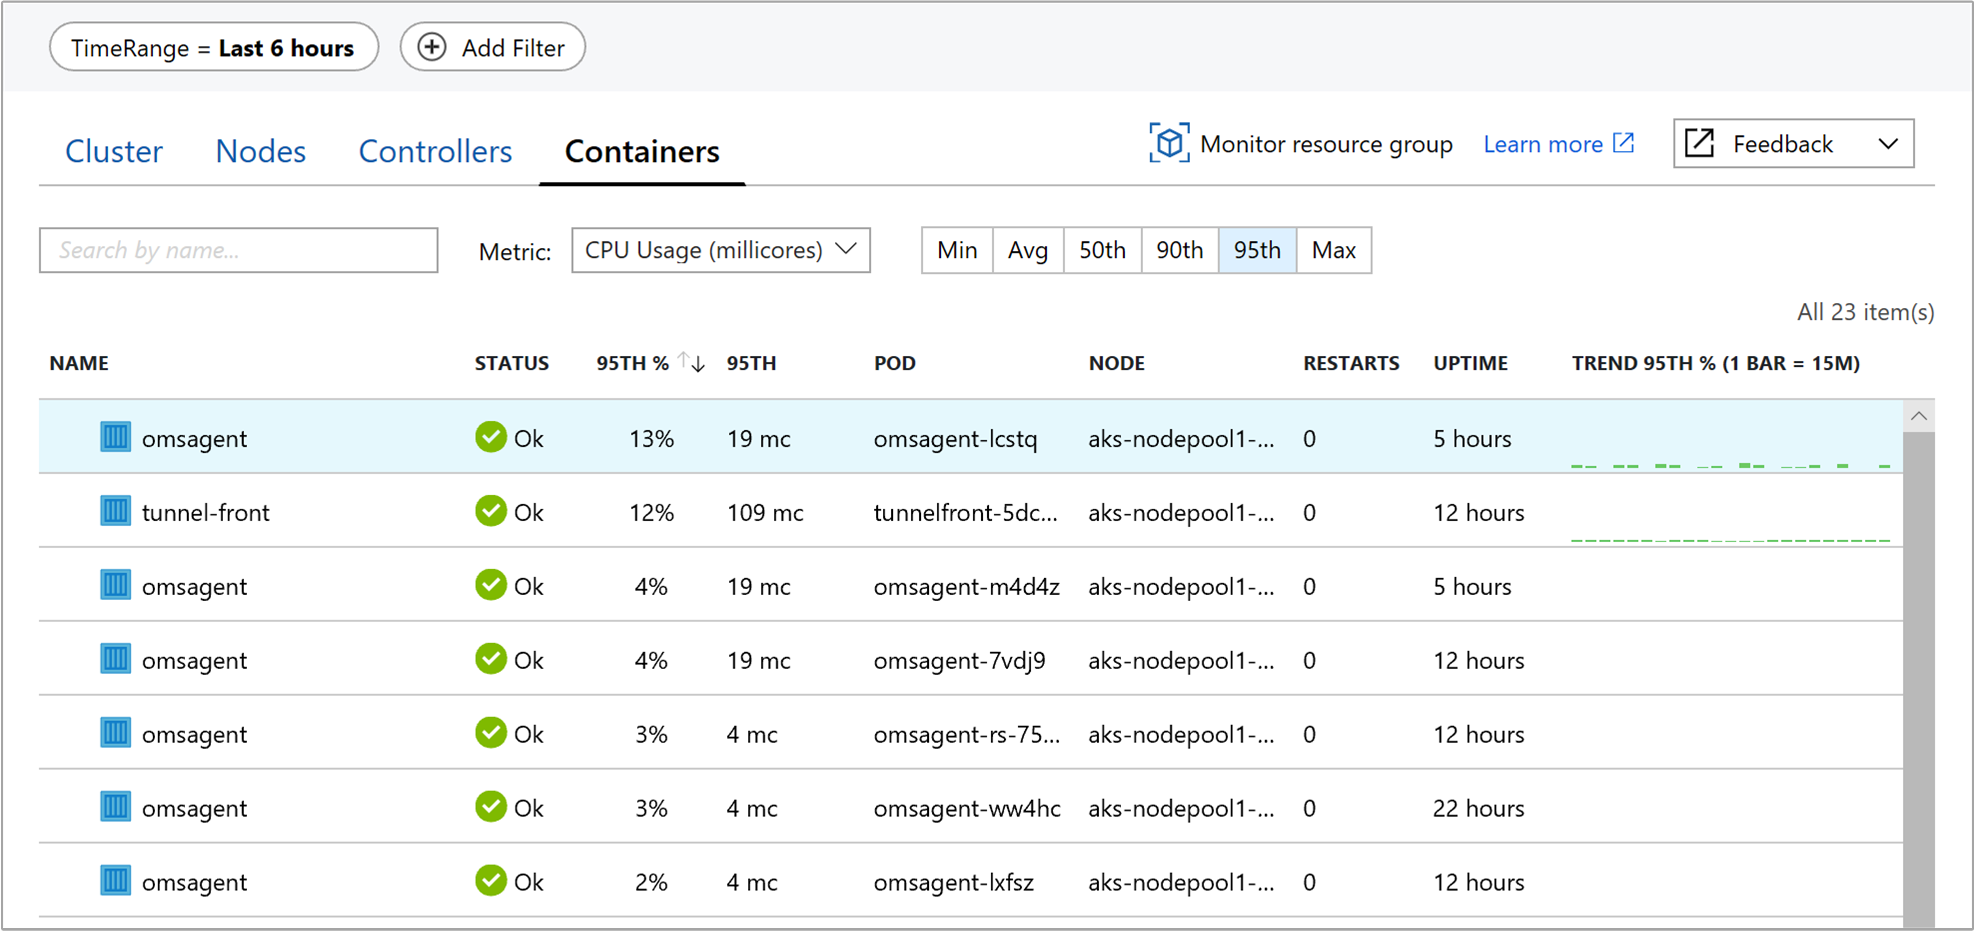 TimeRange = Last 6 hours Add Filter
Cluster Nodes Controllers Containers Monitor resource group Learn more Feedback
Search by name... Metric: CPU Usage (millicores) Min Avg 50th 90th 95th Max
All 23 item(s)
NAME STATUS 95TH % 95TH POD NODE RESTARTS UPTIME TREND 95TH % (1 BAR = 15M)
omsagent Ok 13% 19 mc omsagent-lcstq aks-nodepool1-... 0 5 hours
tunnel-front Ok 12% 109 mc tunnelfront-5dc... aks-nodepool1-... 0 12 hours
omsagent Ok 4% 19 mc omsagent-m4d4z aks-nodepool1-... 0 5 hours
omsagent Ok 4% 19 mc omsagent-7vdj9 aks-nodepool1-... 0 12 hours
omsagent Ok 3% 4 mc omsagent-rs-75... aks-nodepool1-... 0 12 hours
omsagent Ok 3% 4 mc omsagent-ww4hc aks-nodepool1-... 0 22 hours
omsagent Ok 2% 4 mc omsagent-lxfsz aks-nodepool1-... 0 12 hours